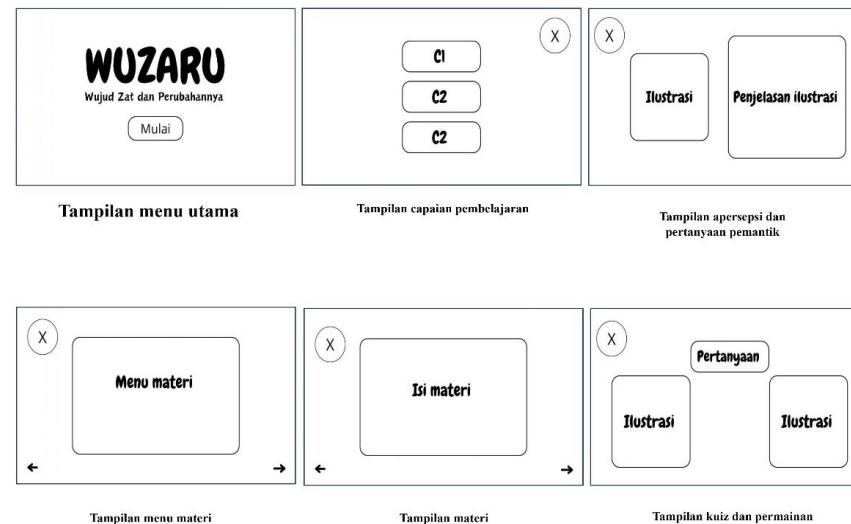 WUZARU
Wujud Zat dan Perubahannya
Mulai
Tampilan menu utama
X
C1
C2
C2
Tampilan capaian pembelajaran
X
Ilustrasi
Penjelasan ilustrasi
Tampilan apersepsi dan
pertanyaan pemantik
X
Menu materi
←
→
Tampilan menu materi
X
Isi materi
←
→
Tampilan materi
X
Pertanyaan
Ilustrasi
Ilustrasi
Tampilan kuiz dan permainan